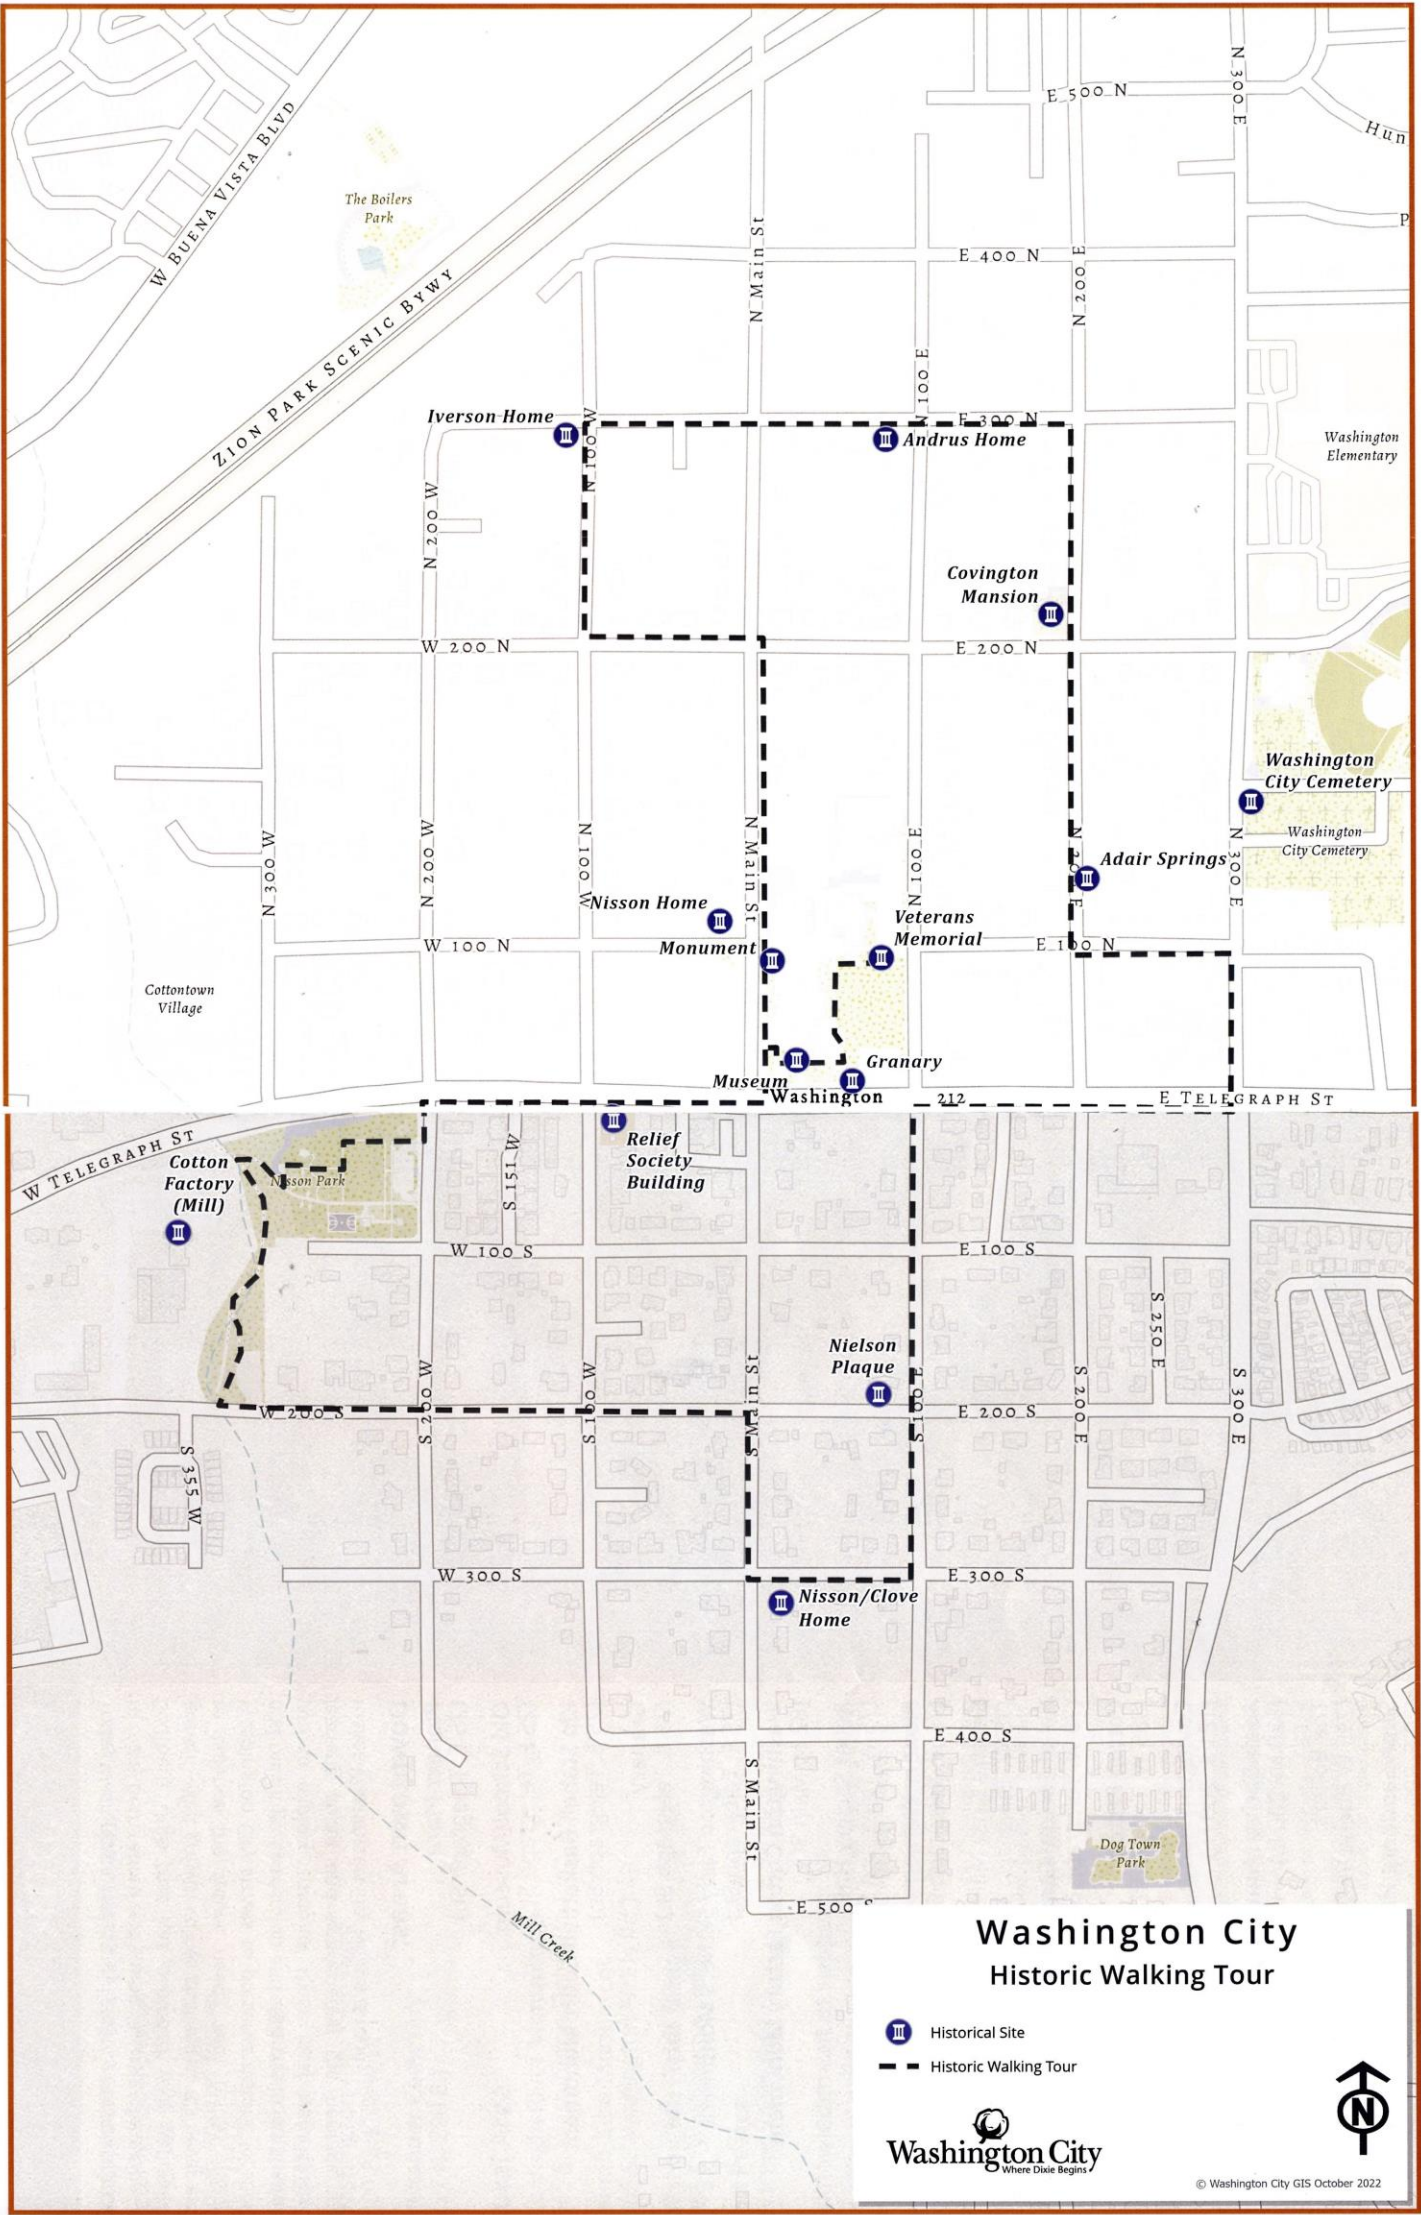 N 300 E
E 500 N
Hun
W BUENA VISTA BLVD
The Boilers
Park
P
N Main St
E 400 N
N 200 E
ZION PARK SCENIC BYWY
N 100 E
Iverson Home
N 100 W
E 300 N
Andrus Home
Washington
Elementary
N 200 W
Covington
Mansion
W 200 N
E 200 N
Washington
City Cemetery
N 300 W
N 200 W
N 100 W
N Main St
N 100 E
N 300 E
Washington
City Cemetery
Adair Springs
Nisson Home
Veterans
Memorial
W 100 N
Monument
E 100 N
Cottontown
Village
Granary
Museum
Washington
212
E TELEGRAPH ST
W TELEGRAPH ST
Relief
Society
Building
Cotton
Factory
(Mill)
Nisson Park
S 151 W
W 100 S
E 100 S
S 250 E
Nielson
Plaque
S 200 W
S 100 W
S Main St
S 100 E
S 200 E
S 300 E
W 200 S
E 200 S
S 355 W
W 300 S
E 300 S
Nisson/Clove
Home
E 400 S
S Main St
Dog Town
Park
E 500 S
Mill Creek
Washington City
Historic Walking Tour
Historical Site
Historic Walking Tour
N
Washington City
Where Dixie Begins
© Washington City GIS October 2022